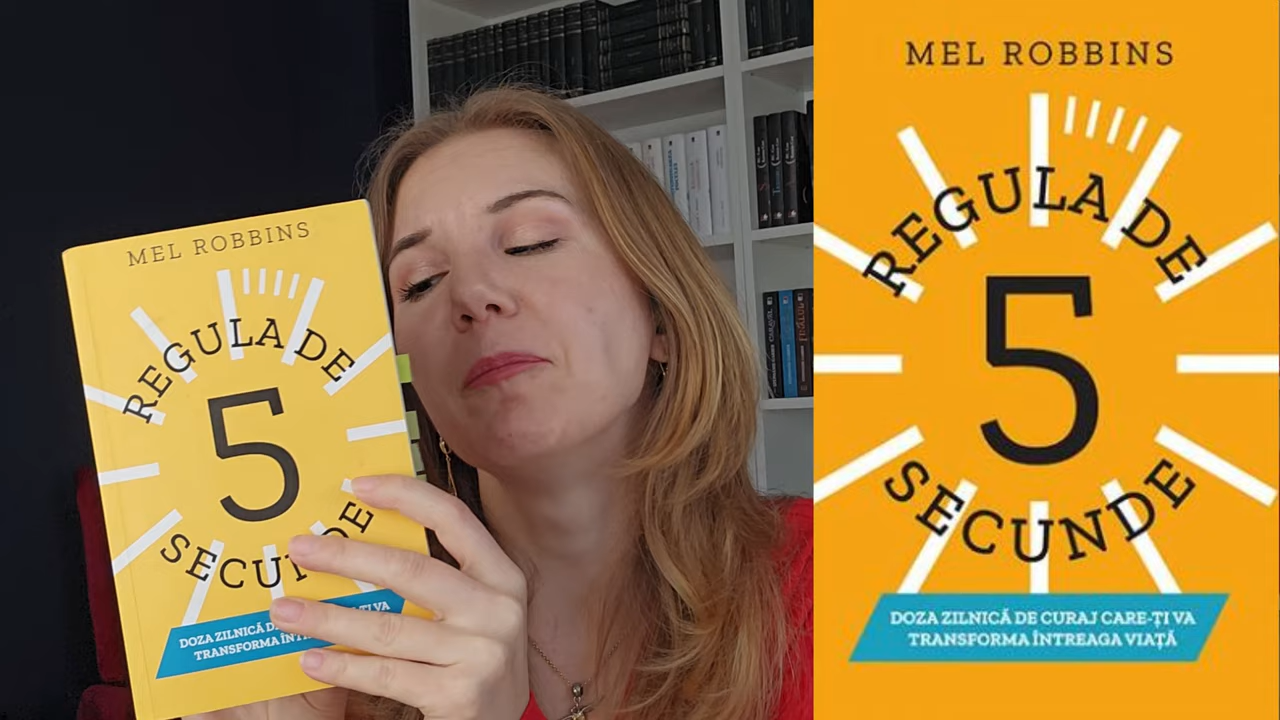 MEL ROBBINS
REGULA DE
5
SECUNDE
DOZA ZILNICĂ
TRANSFORMA
MEL ROBBINS
REGULA DE
5
SECUNDE
DOZA ZILNICĂ DE CURAJ CARE-ȚI VA
TRANSFORMA ÎNTREAGA VIAȚĂ